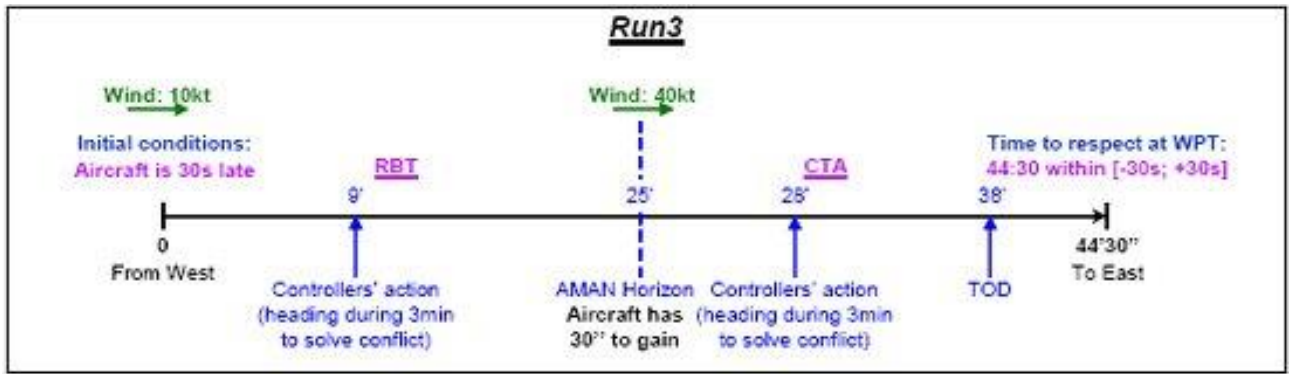 Run3
Wind: 10kt
Wind: 40kt
Initial conditions:
Aircraft is 30s late
RBT
CTA
Time to respect at WPT:
44:30 within [-30s; +30s]
9'
25'
28'
38'
0
From West
44'30"
To East
Controllers' action
(heading during 3min
to solve conflict)
AMAN Horizon
Aircraft has
30" to gain
Controllers' action
(heading during 3min
to solve conflict)
TOD